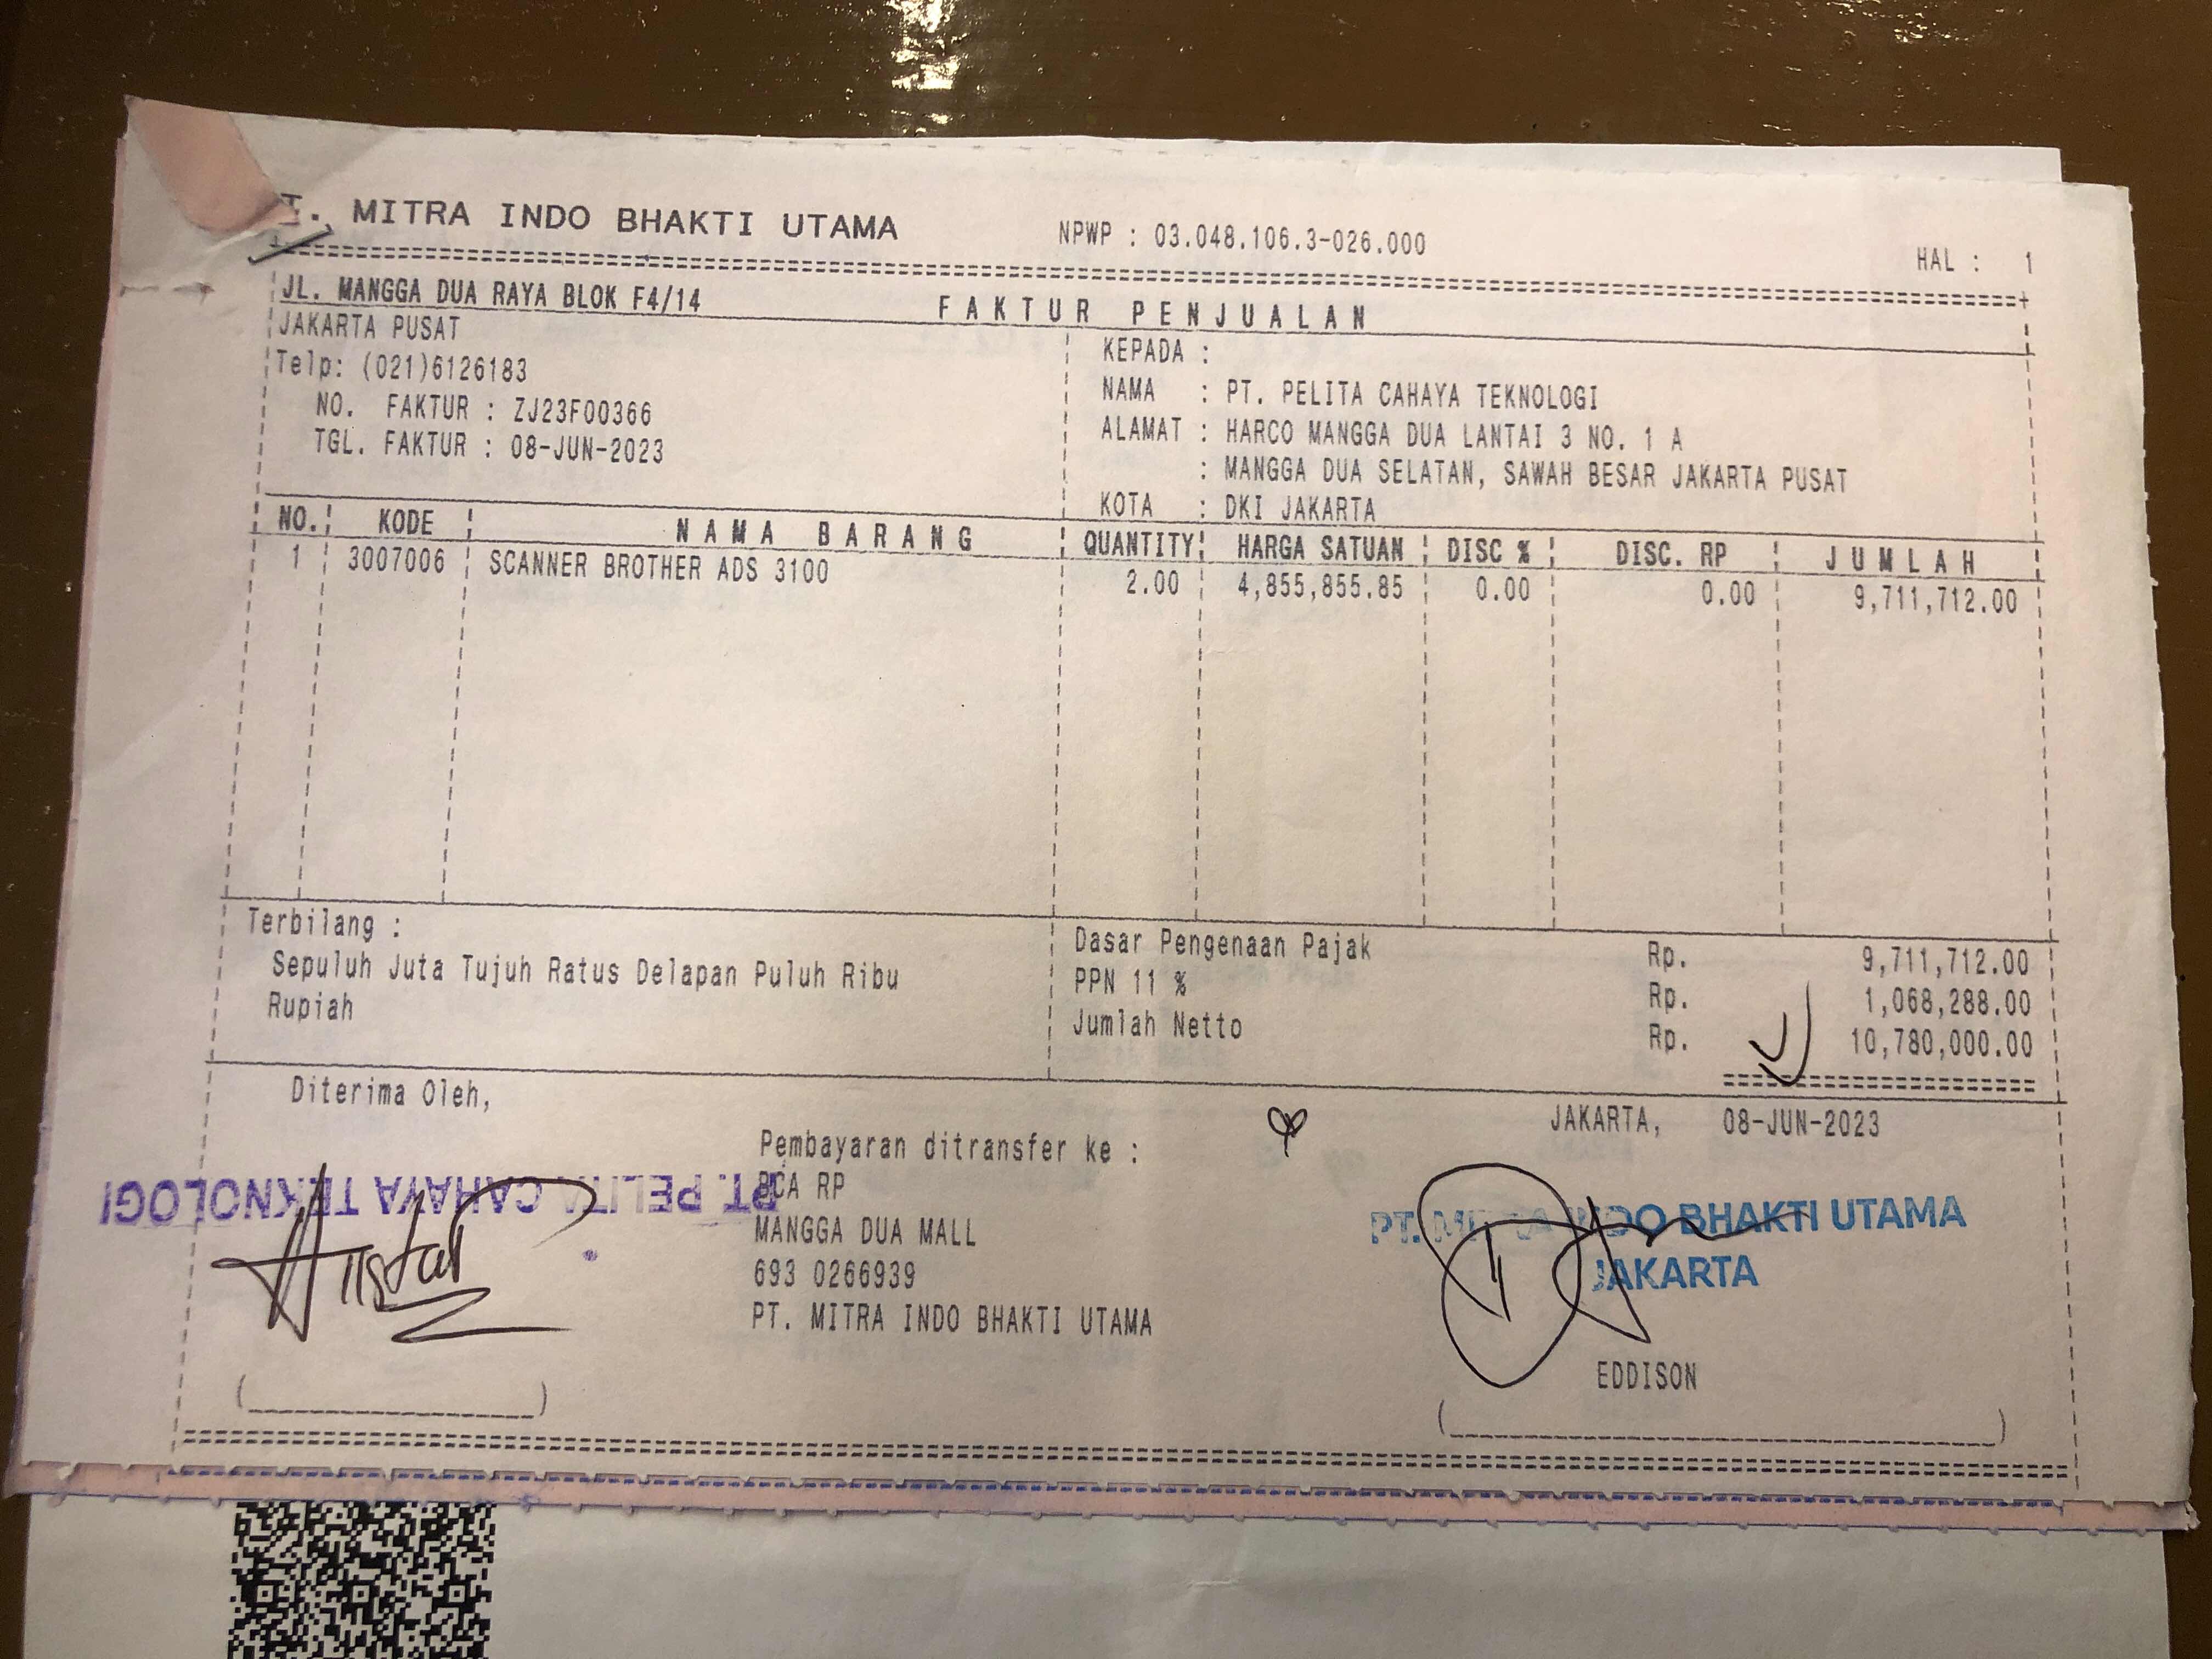 T. MITRA INDO BHAKTI UTAMA NPWP : 03.048.106.3-026.000 HAL : 1
JL. MANGGA DUA RAYA BLOK F4/14 FAKTUR PENJUALAN
JAKARTA PUSAT
Telp: (021)6126183
NO. FAKTUR : ZJ23F00366
TGL. FAKTUR : 08-JUN-2023
KEPADA :
NAMA : PT. PELITA CAHAYA TEKNOLOGI
ALAMAT : HARCO MANGGA DUA LANTAI 3 NO. 1 A
: MANGGA DUA SELATAN, SAWAH BESAR JAKARTA PUSAT
KOTA : DKI JAKARTA
NO. KODE NAMA BARANG QUANTITY HARGA SATUAN DISC % DISC. RP JUMLAH
1 3007006 SCANNER BROTHER ADS 3100 2.00 4,855,855.85 0.00 0.00 9,711,712.00
Terbilang :
Sepuluh Juta Tujuh Ratus Delapan Puluh Ribu
Rupiah
Dasar Pengenaan Pajak Rp. 9,711,712.00
PPN 11 % Rp. 1,068,288.00
Jumlah Netto Rp. 10,780,000.00
Diterima Oleh,
PT. PELITA CAHAYA TEKNOLOGI
Pembayaran ditransfer ke :
BCA RP
MANGGA DUA MALL
693 0266939
PT. MITRA INDO BHAKTI UTAMA
JAKARTA, 08-JUN-2023
PT. MITRA INDO BHAKTI UTAMA
JAKARTA
EDDISON